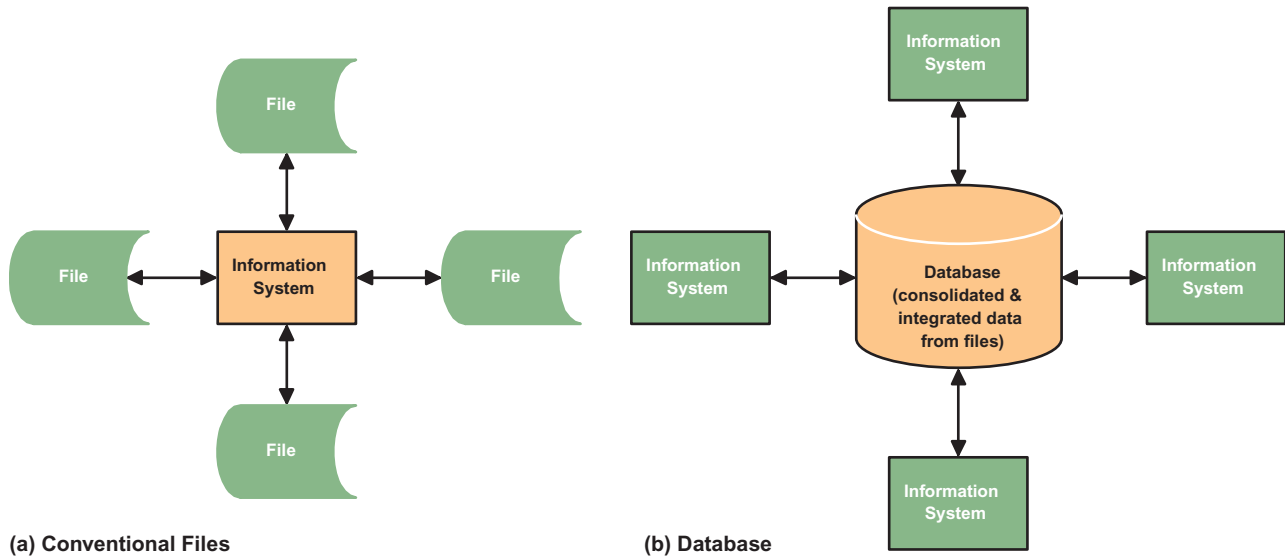 File
File
Information
System
File
File
(a) Conventional Files
Information
System
Information
System
Database
(consolidated &
integrated data
from files)
Information
System
Information
System
(b) Database